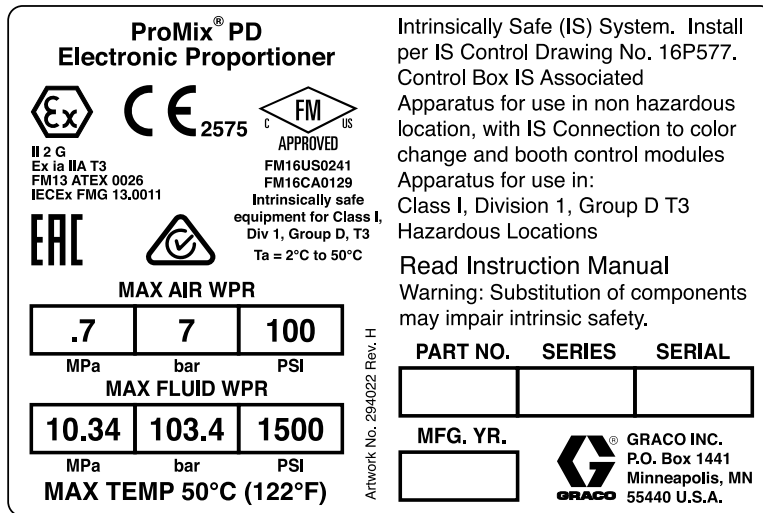 ProMix® PD
Electronic Proportioner
Ex
CE 2575
C FM US
APPROVED
II 2 G
Ex ia IIA T3
FM13 ATEX 0026
IECEx FMG 13.0011
FM16US0241
FM16CA0129
Intrinsically safe
equipment for Class I,
Div 1, Group D, T3
Ta = 2°C to 50°C
EAC
MAX AIR WPR
.7 7 100
MPa bar PSI
MAX FLUID WPR
10.34 103.4 1500
MPa bar PSI
MAX TEMP 50°C (122°F)
Artwork No. 294022 Rev. H
Intrinsically Safe (IS) System. Install
per IS Control Drawing No. 16P577.
Control Box IS Associated
Apparatus for use in non hazardous
location, with IS Connection to color
change and booth control modules
Apparatus for use in:
Class I, Division 1, Group D T3
Hazardous Locations
Read Instruction Manual
Warning: Substitution of components
may impair intrinsic safety.
PART NO. SERIES SERIAL
MFG. YR.
GRACO ®
GRACO INC.
P.O. Box 1441
Minneapolis, MN
55440 U.S.A.